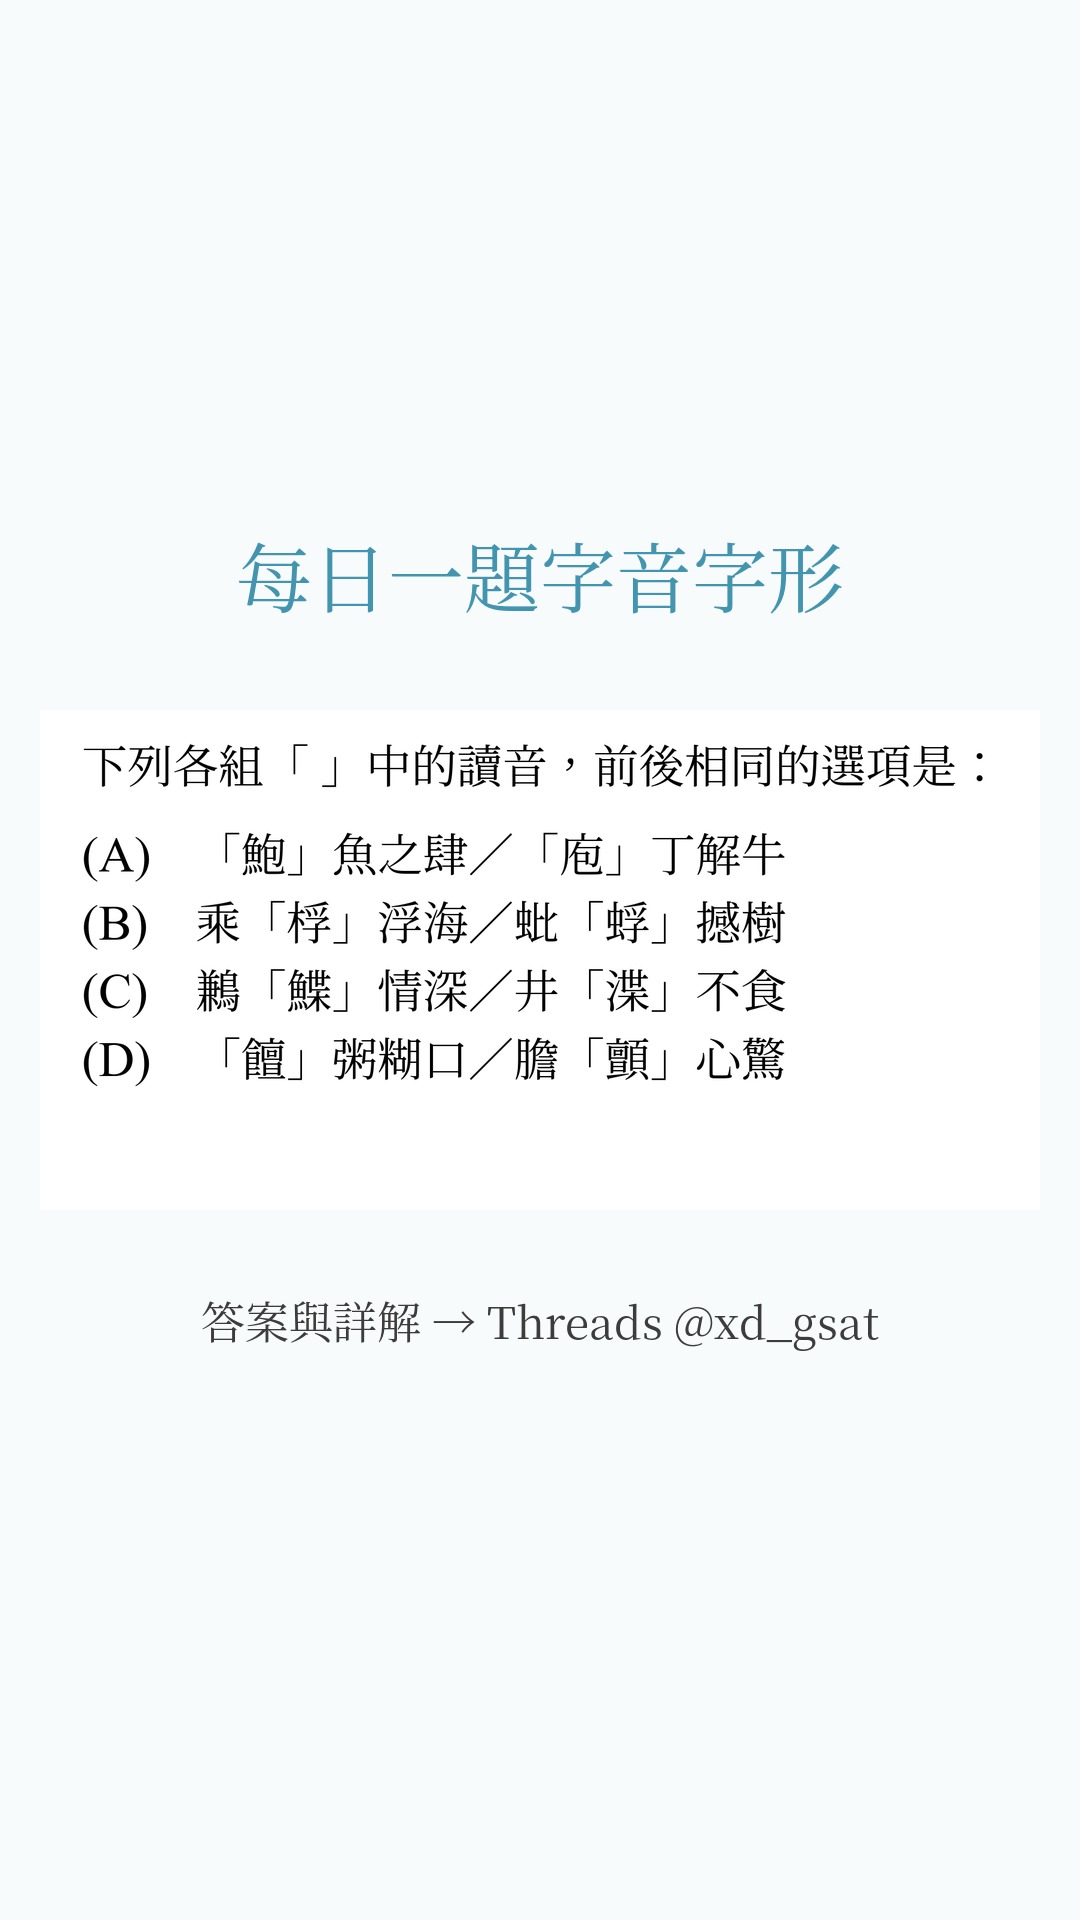 每日一題字音字形
下列各組「 」中的讀音，前後相同的選項是：
(A) 「鮑」魚之肆／「庖」丁解牛
(B) 乘「桴」浮海／蚍「蜉」撼樹
(C) 鶼「鰈」情深／井「渫」不食
(D) 「饘」粥糊口／膽「顫」心驚
答案與詳解 → Threads @xd_gsat